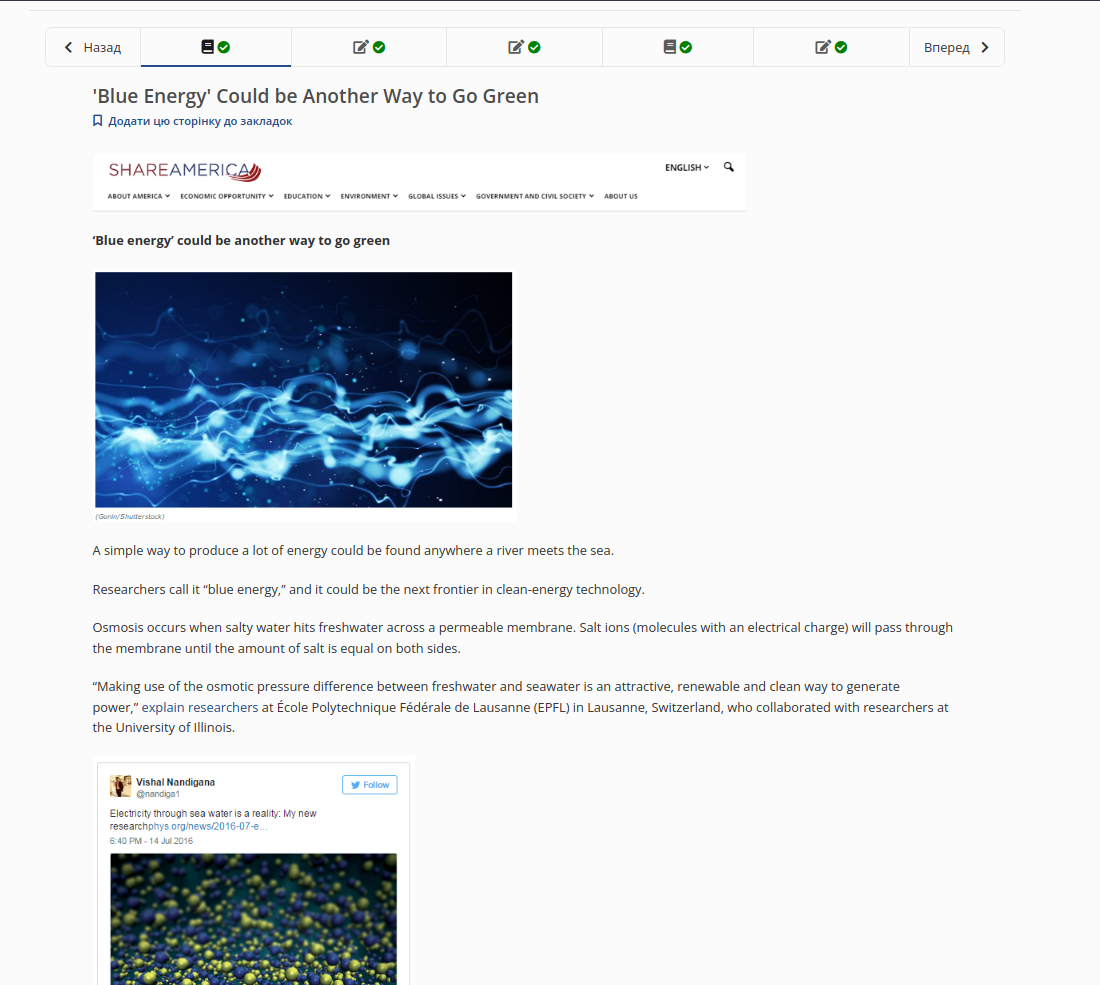 Назад
Вперед
'Blue Energy' Could be Another Way to Go Green
Додати цю сторінку до закладок
SHAREAMERICA
ENGLISH
ABOUT AMERICA ECONOMIC OPPORTUNITY EDUCATION ENVIRONMENT GLOBAL ISSUES GOVERNMENT AND CIVIL SOCIETY ABOUT US
‘Blue energy’ could be another way to go green
(Gonin/Shutterstock)
A simple way to produce a lot of energy could be found anywhere a river meets the sea.
Researchers call it “blue energy,” and it could be the next frontier in clean-energy technology.
Osmosis occurs when salty water hits freshwater across a permeable membrane. Salt ions (molecules with an electrical charge) will pass through
the membrane until the amount of salt is equal on both sides.
“Making use of the osmotic pressure difference between freshwater and seawater is an attractive, renewable and clean way to generate
power,” explain researchers at École Polytechnique Fédérale de Lausanne (EPFL) in Lausanne, Switzerland, who collaborated with researchers at
the University of Illinois.
Vishal Nandigana
@nandiga1
Follow
Electricity through sea water is a reality: My new
researchphys.org/news/2016-07-e...
6:40 PM - 14 Jul 2016